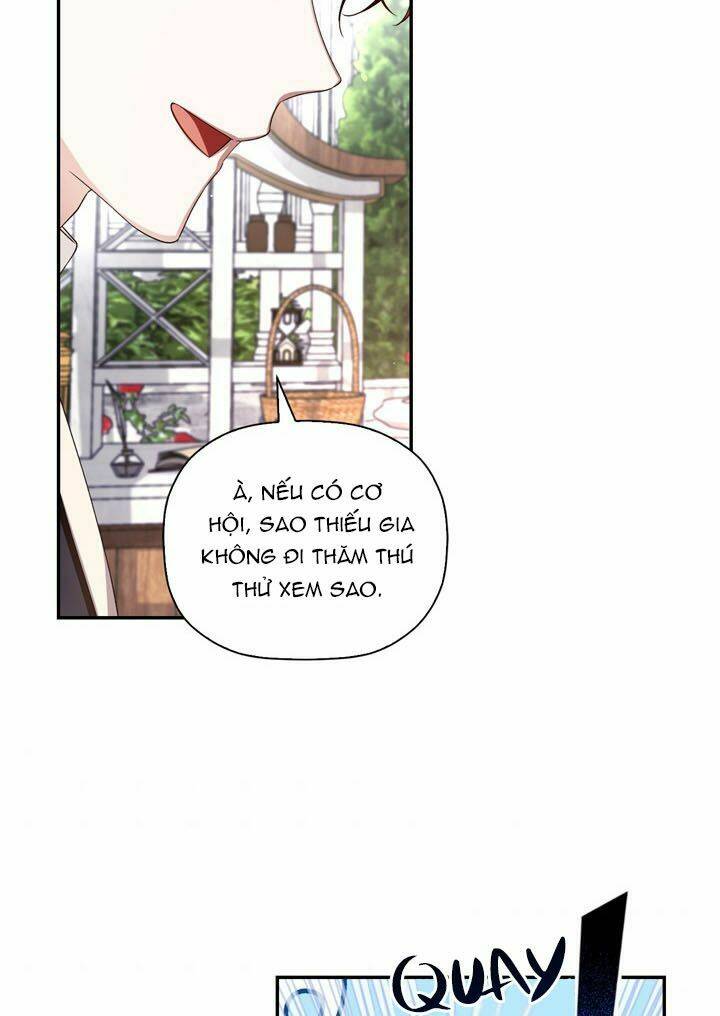 À, NẾU CÓ CƠ
HỘI, SAO THIẾU GIA
KHÔNG ĐI THĂM THÚ
THỬ XEM SAO.
QUAY